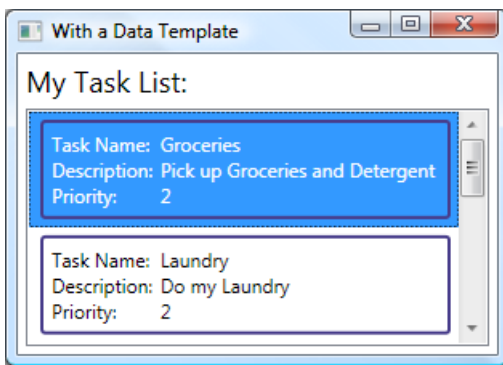 With a Data Template
My Task List:
Task Name: Groceries
Description: Pick up Groceries and Detergent
Priority: 2
Task Name: Laundry
Description: Do my Laundry
Priority: 2